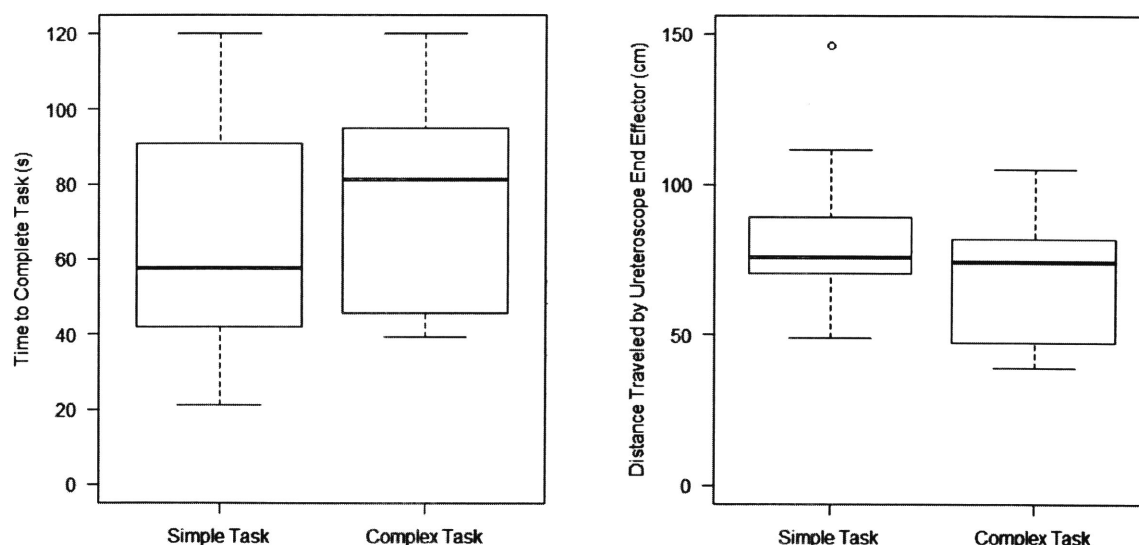 Time to Complete Task (s)
120
100
80
60
40
20
0
Simple Task
Complex Task
Distance Traveled by Ureteroscope End Effector (cm)
150
100
50
0
Simple Task
Complex Task